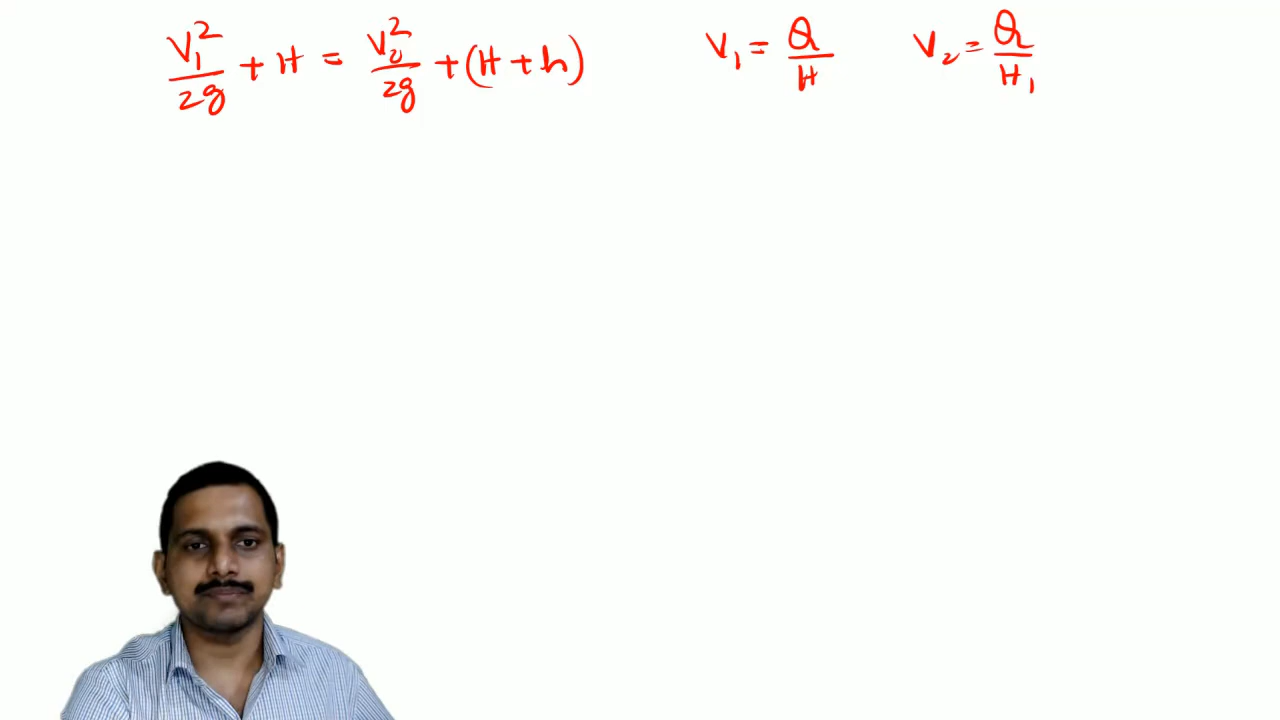 V₁²/2g + H = V₂²/2g + (H + h) V₁ = Q/H V₂ = Q/H₁